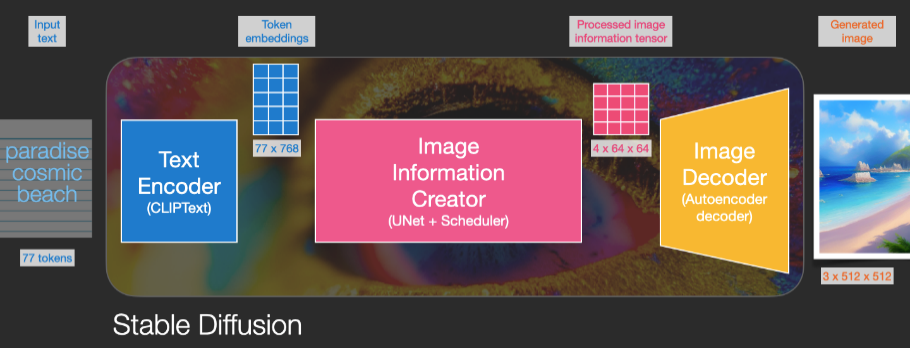 Input
text
Token
embeddings
Processed image
information tensor
Generated
image
paradise
cosmic
beach
77 tokens
Text
Encoder
(CLIPText)
77 x 768
Image
Information
Creator
(UNet + Scheduler)
4 x 64 x 64
Image
Decoder
(Autoencoder
decoder)
3 x 512 x 512
Stable Diffusion